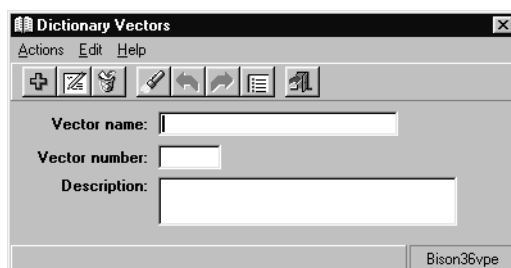 Dictionary Vectors
Actions Edit Help
Vector name:
Vector number:
Description:
Bison36vpe